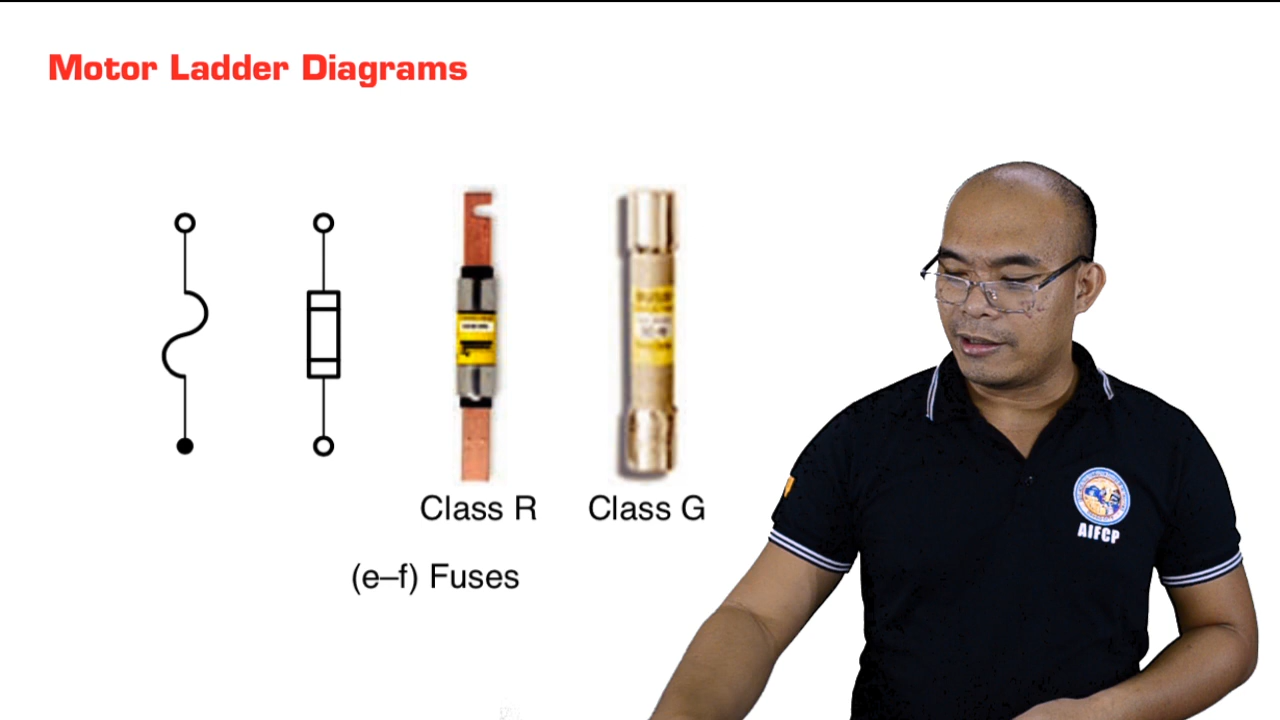 Motor Ladder Diagrams
Class R Class G
(e–f) Fuses
AIFCP